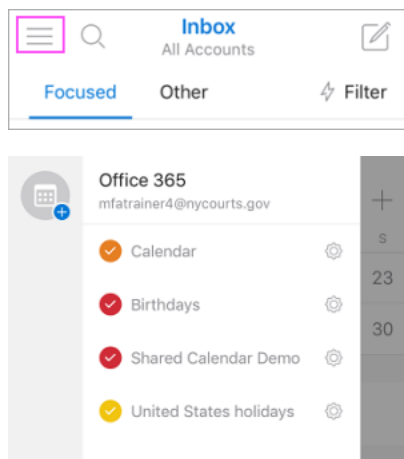 Inbox
All Accounts
Focused Other Filter
Office 365
mfatrainer4@nycourts.gov
S
Calendar
23
Birthdays
30
Shared Calendar Demo
United States holidays